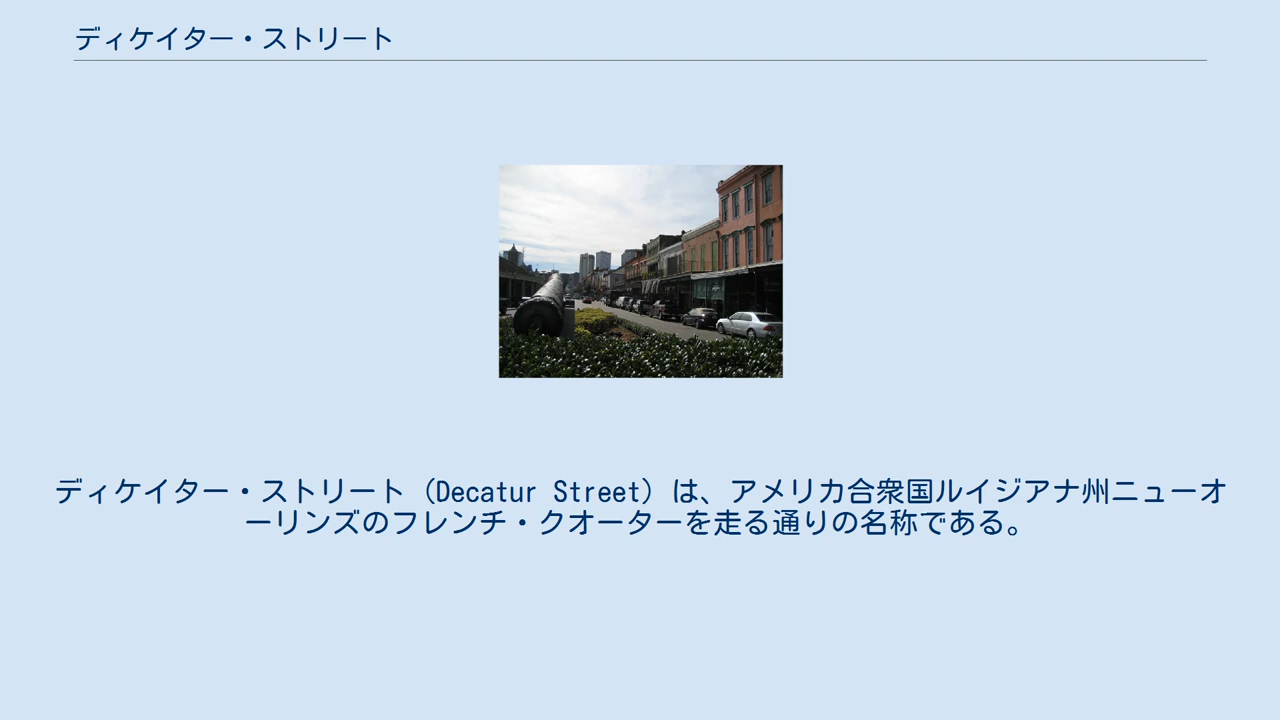 ディケイター・ストリート
ディケイター・ストリート（Decatur Street）は、アメリカ合衆国ルイジアナ州ニューオ
ーリンズのフレンチ・クオーターを走る通りの名称である。